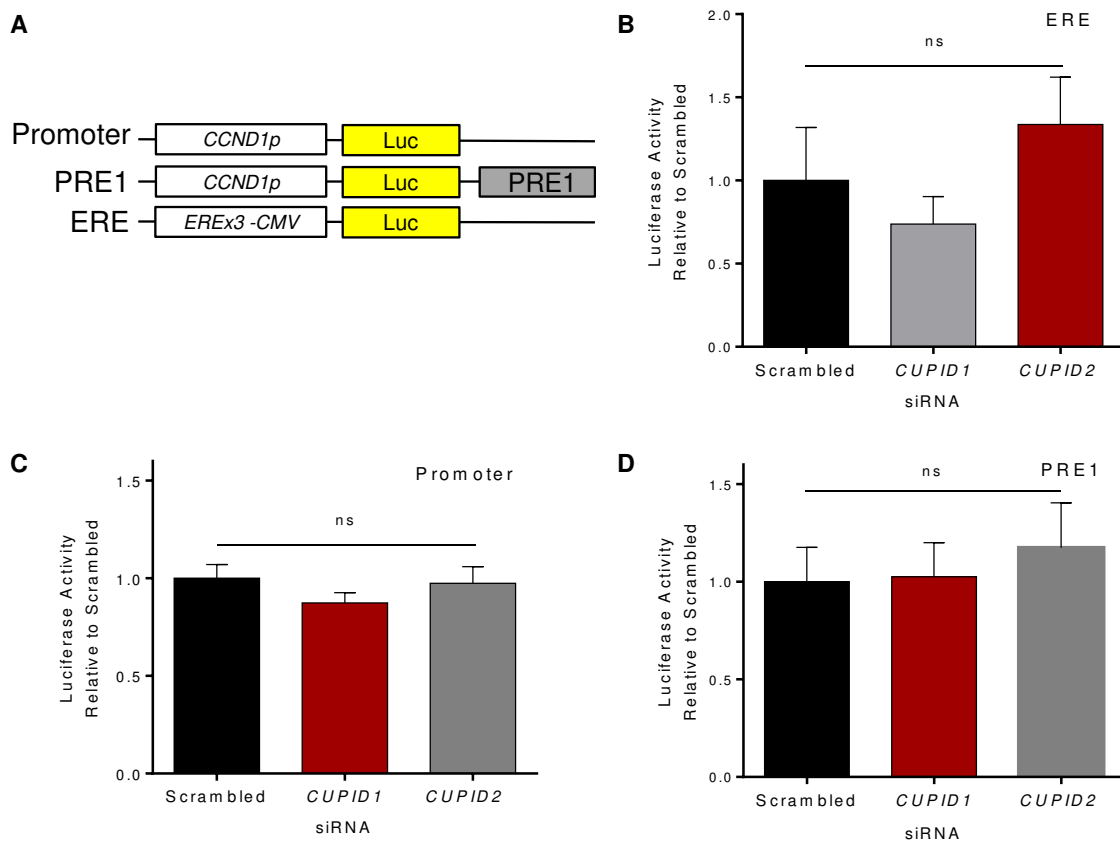 A
Promoter CCND1p Luc
PRE1 CCND1p Luc PRE1
ERE EREx3 -CMV Luc
B
ERE
ns
Luciferase Activity
Relative to Scrambled
2.0
1.5
1.0
0.5
0.0
Scrambled CUPID1 CUPID2
siRNA
C
Promoter
ns
Luciferase Activity
Relative to Scrambled
1.5
1.0
0.5
0.0
Scrambled CUPID1 CUPID2
siRNA
D
PRE1
ns
Luciferase Activity
Relative to Scrambled
1.5
1.0
0.5
0.0
Scrambled CUPID1 CUPID2
siRNA